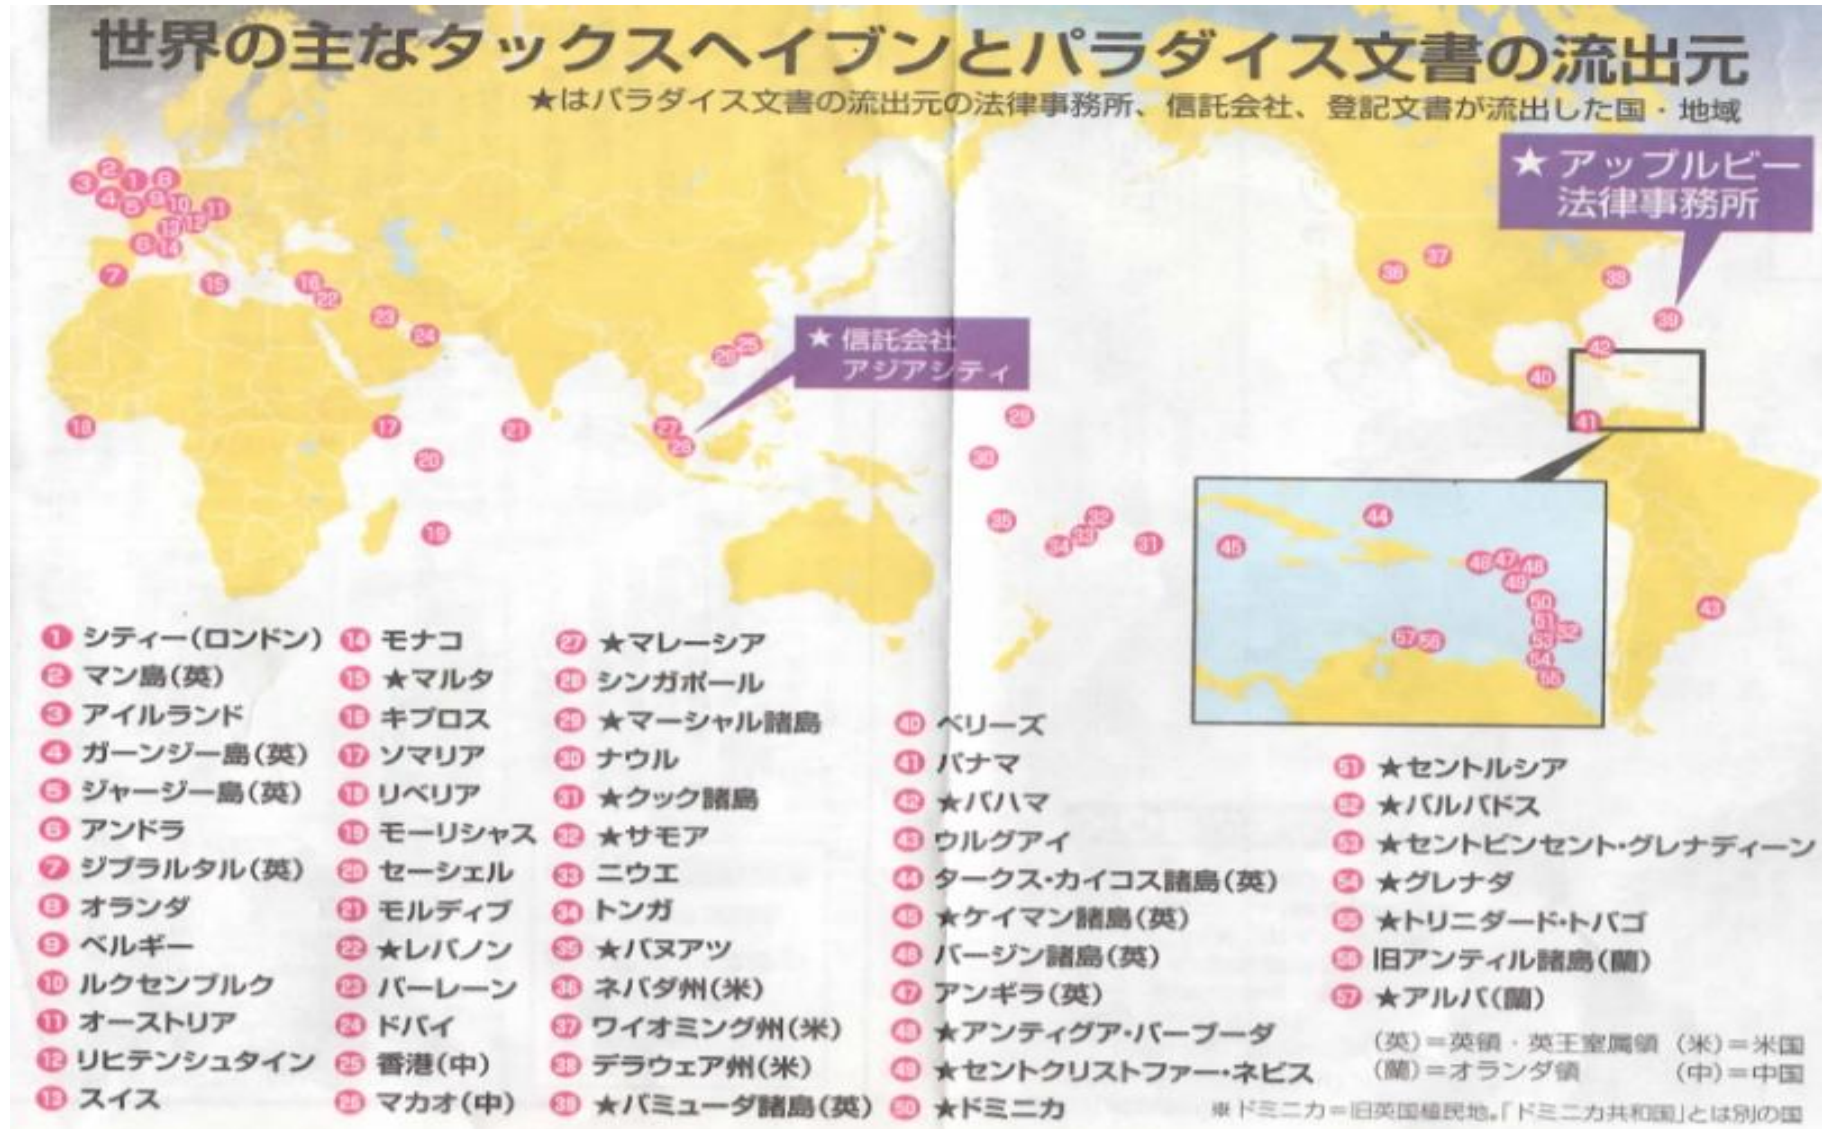 世界の主なタックスヘイブンとパラダイス文書の流出元
★はパラダイス文書の流出元の法律事務所、信託会社、登記文書が流出した国・地域
★アップルビー
法律事務所
★信託会社
アジアシティ
1 シティー(ロンドン)
2 マン島(英)
3 アイルランド
4 ガーンジー島(英)
5 ジャージー島(英)
6 アンドラ
7 ジブラルタル(英)
8 オランダ
9 ベルギー
10 ルクセンブルク
11 オーストリア
12 リヒテンシュタイン
13 スイス
14 モナコ
15 ★マルタ
16 キプロス
17 ソマリア
18 リベリア
19 モーリシャス
20 セーシェル
21 モルディブ
22 ★レバノン
23 バーレーン
24 ドバイ
25 香港(中)
26 マカオ(中)
27 ★マレーシア
28 シンガポール
29 ★マーシャル諸島
30 ナウル
31 ★クック諸島
32 ★サモア
33 ニウエ
34 トンガ
35 ★バヌアツ
36 ネバダ州(米)
37 ワイオミング州(米)
38 デラウェア州(米)
39 ★バミューダ諸島(英)
40 ベリーズ
41 パナマ
42 ★バハマ
43 ウルグアイ
44 タークス・カイコス諸島(英)
45 ★ケイマン諸島(英)
46 バージン諸島(英)
47 アンギラ(英)
48 ★アンティグア・バーブーダ
49 ★セントクリストファー・ネビス
50 ★ドミニカ
51 ★セントルシア
52 ★バルバドス
53 ★セントビンセント・グレナディーン
54 ★グレナダ
55 ★トリニダード・トバゴ
56 旧アンティル諸島(蘭)
57 ★アルバ(蘭)
(英)=英領・英王室属領 (米)=米国
(蘭)=オランダ領 (中)=中国
※ドミニカ=旧英国植民地。「ドミニカ共和国」とは別の国